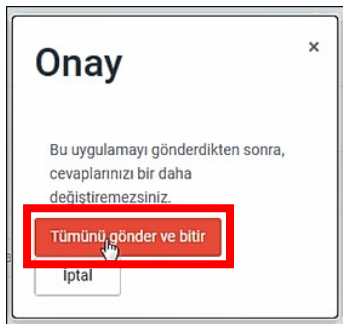 Onay
×
Bu uygulamayı gönderdikten sonra,
cevaplarınızı bir daha
değiştiremezsiniz.
Tümünü gönder ve bitir
İptal